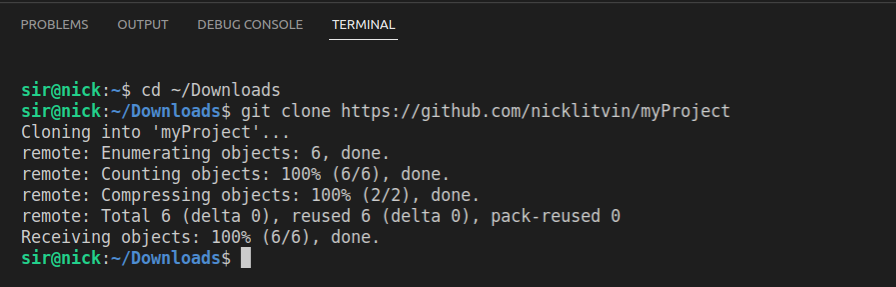 PROBLEMS OUTPUT DEBUG CONSOLE TERMINAL
sir@nick:~$ cd ~/Downloads
sir@nick:~/Downloads$ git clone https://github.com/nicklitvin/myProject
Cloning into 'myProject'...
remote: Enumerating objects: 6, done.
remote: Counting objects: 100% (6/6), done.
remote: Compressing objects: 100% (2/2), done.
remote: Total 6 (delta 0), reused 6 (delta 0), pack-reused 0
Receiving objects: 100% (6/6), done.
sir@nick:~/Downloads$